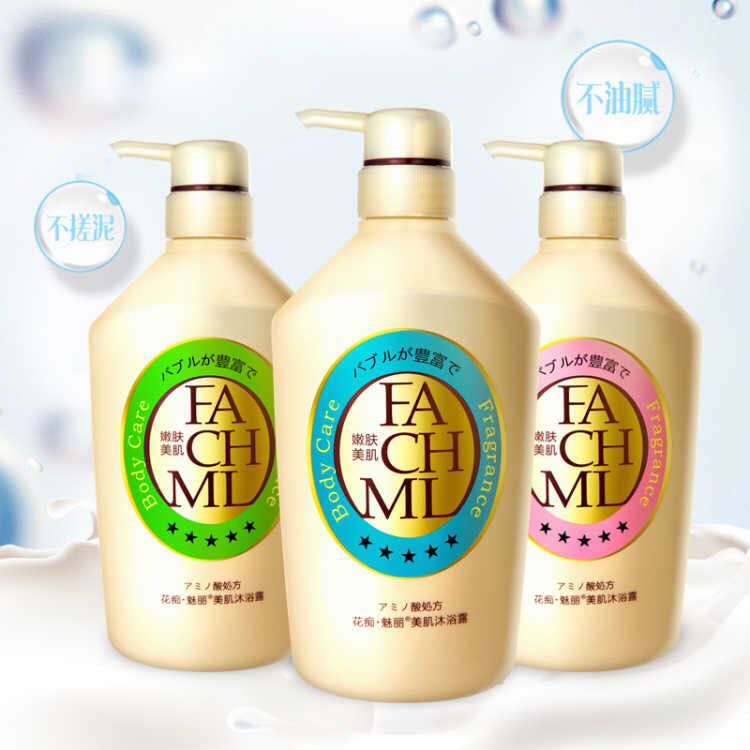 不油腻
不搓泥
バブルが豊富で
Body Care
嫩肤
美肌
FA
CH
ML
アミノ酸処方
花痴·魅丽®美肌沐浴露
バブルが豊富で
Body Care
Fragrance
嫩肤
美肌
FA
CH
ML
アミノ酸処方
花痴·魅丽®美肌沐浴露
バブルが豊富で
Fragrance
嫩肤
美肌
FA
CH
ML
アミノ酸処方
花痴·魅丽®美肌沐浴露